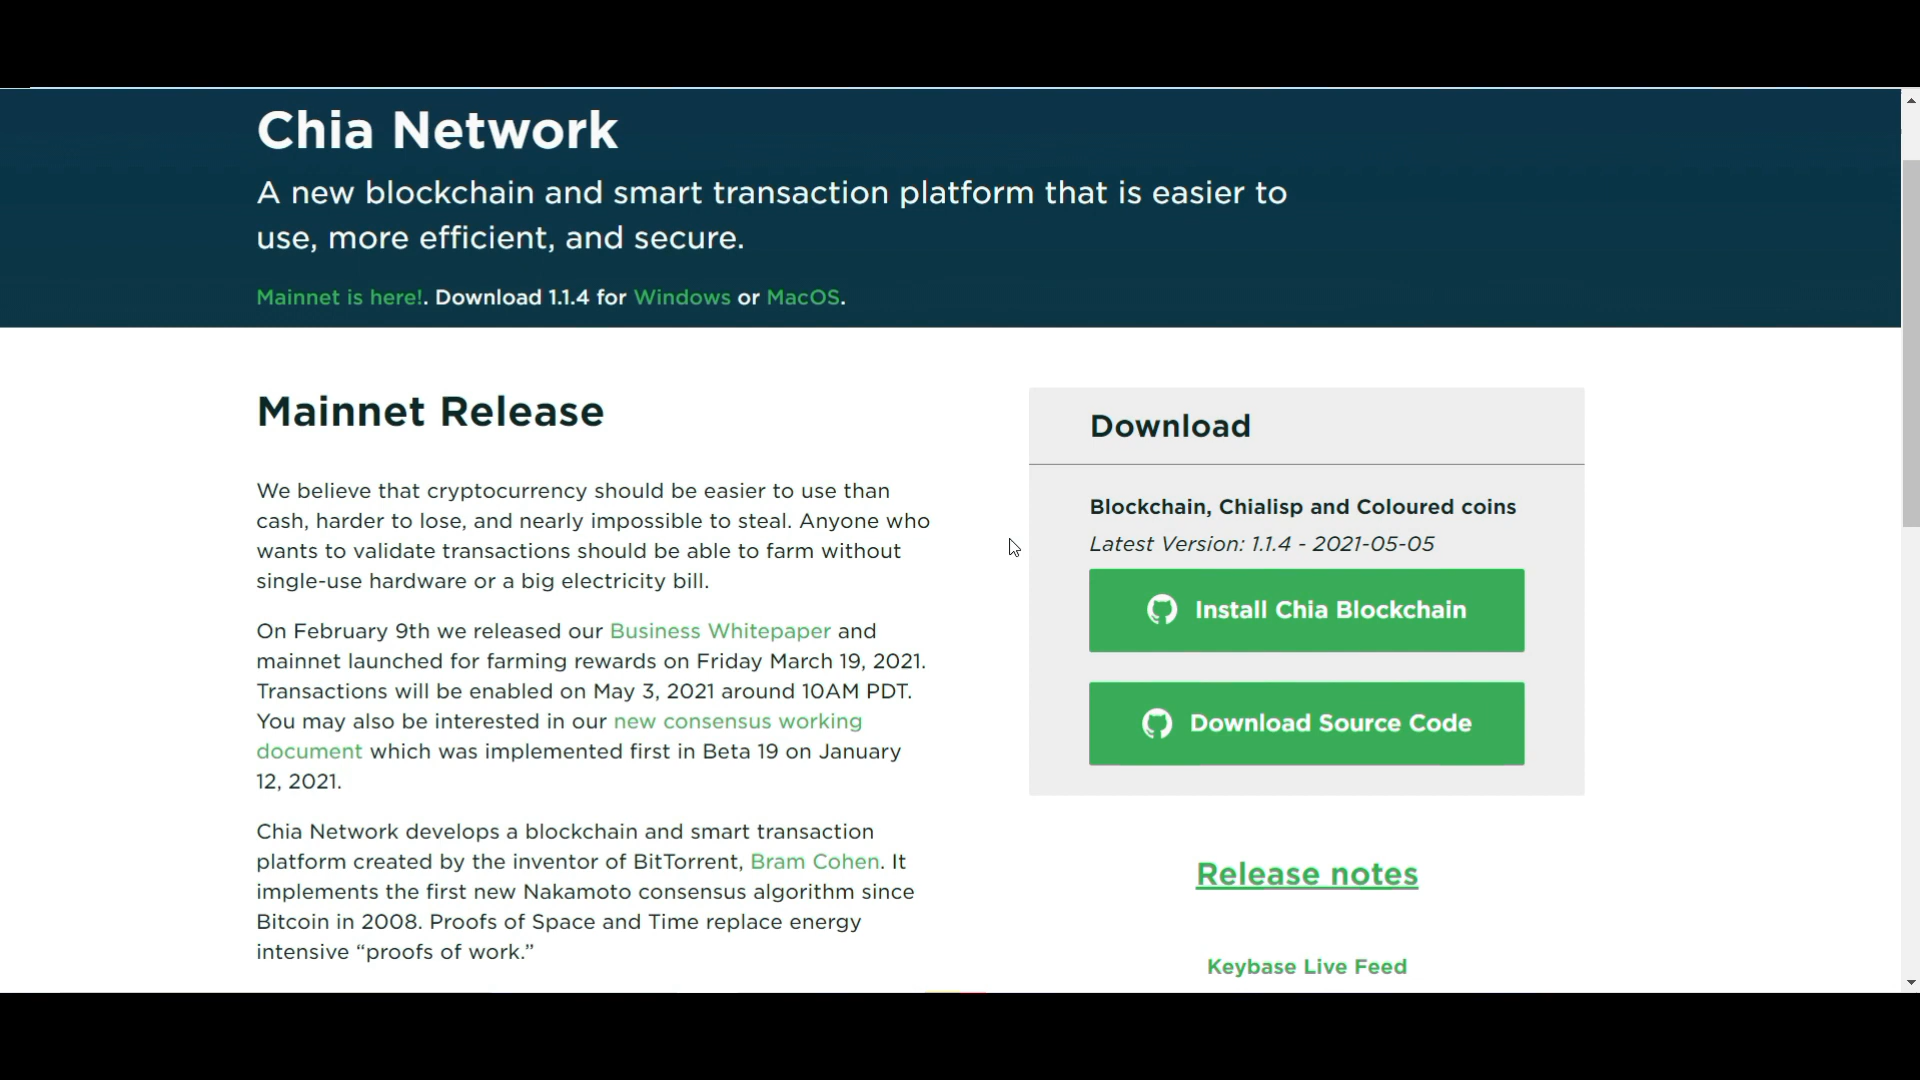 Chia Network
A new blockchain and smart transaction platform that is easier to
use, more efficient, and secure.
Mainnet is here!. Download 1.1.4 for Windows or MacOS.
Mainnet Release
We believe that cryptocurrency should be easier to use than
cash, harder to lose, and nearly impossible to steal. Anyone who
wants to validate transactions should be able to farm without
single-use hardware or a big electricity bill.
On February 9th we released our Business Whitepaper and
mainnet launched for farming rewards on Friday March 19, 2021.
Transactions will be enabled on May 3, 2021 around 10AM PDT.
You may also be interested in our new consensus working
document which was implemented first in Beta 19 on January
12, 2021.
Chia Network develops a blockchain and smart transaction
platform created by the inventor of BitTorrent, Bram Cohen. It
implements the first new Nakamoto consensus algorithm since
Bitcoin in 2008. Proofs of Space and Time replace energy
intensive “proofs of work.”
Download
Blockchain, Chialisp and Coloured coins
Latest Version: 1.1.4 - 2021-05-05
Install Chia Blockchain
Download Source Code
Release notes
Keybase Live Feed